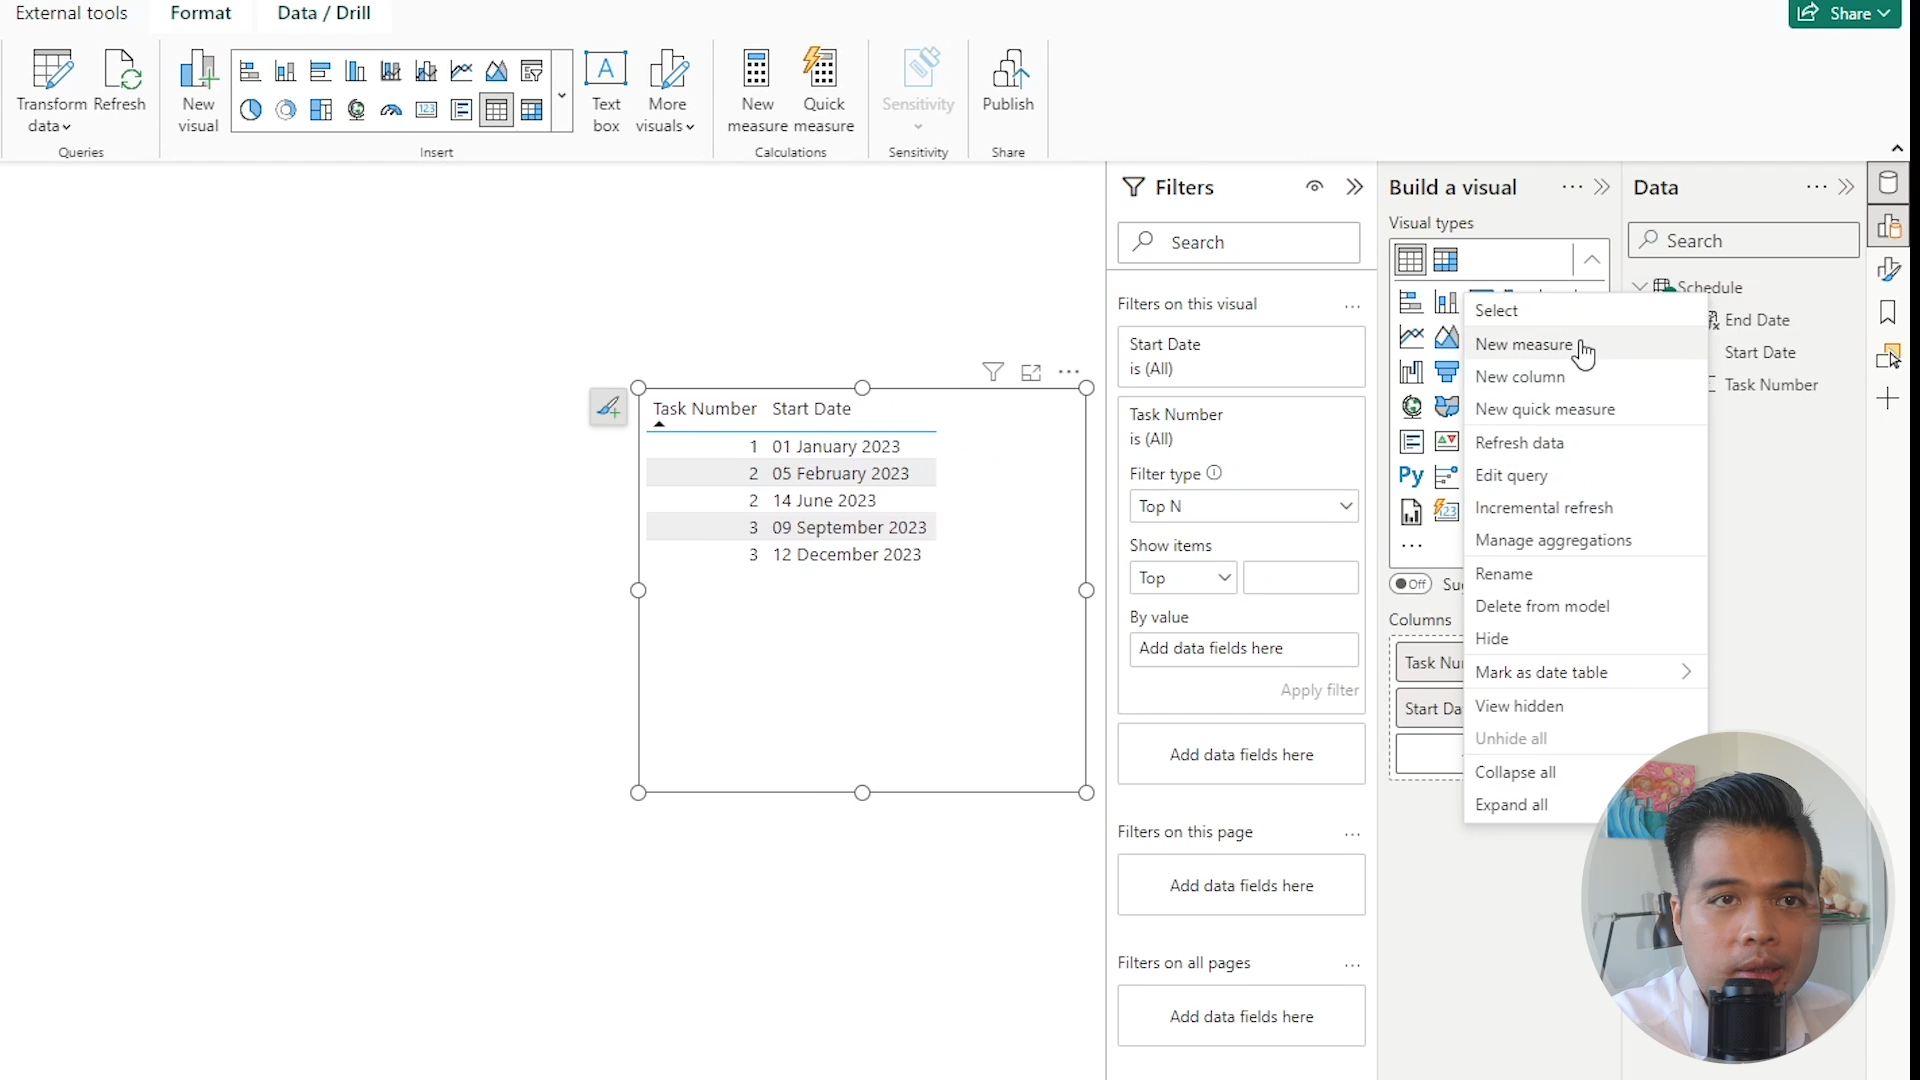 External tools
Format
Data / Drill
Share
Transform data
Refresh
New visual
123
A
Text box
More visuals
New measure
Quick measure
Sensitivity
Publish
Queries
Insert
Calculations
Sensitivity
Share
Filters
Search
Filters on this visual
Start Date
is (All)
Task Number
is (All)
Filter type
Top N
Show items
Top
By value
Add data fields here
Apply filter
Add data fields here
Filters on this page
Add data fields here
Filters on all pages
Add data fields here
Task Number Start Date
1 01 January 2023
2 05 February 2023
2 14 June 2023
3 09 September 2023
3 12 December 2023
Build a visual
Visual types
Py
123
Off
Columns
Select
New measure
New column
New quick measure
Refresh data
Edit query
Incremental refresh
Manage aggregations
Rename
Delete from model
Hide
Mark as date table
View hidden
Unhide all
Collapse all
Expand all
Data
Search
Schedule
End Date
Start Date
Task Number